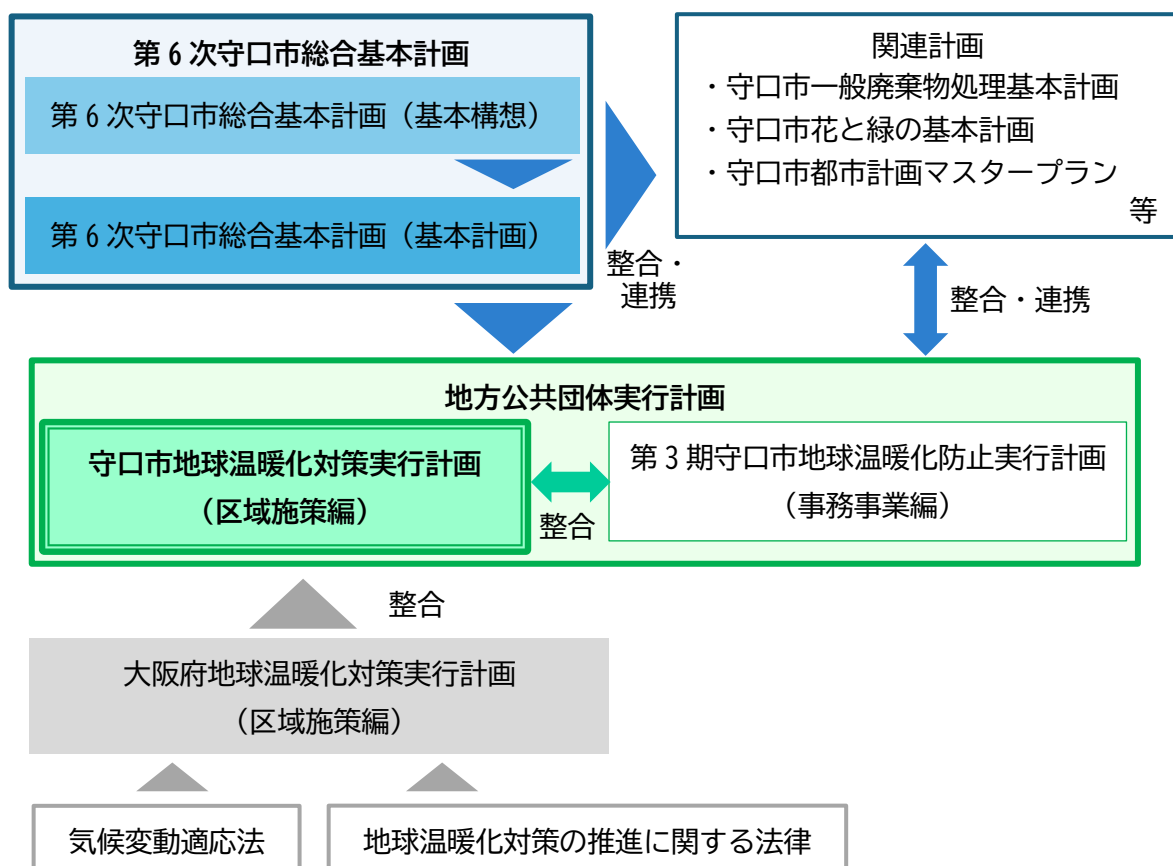 第6次守口市総合基本計画
第6次守口市総合基本計画（基本構想）
第6次守口市総合基本計画（基本計画）
整合・
連携
関連計画
・守口市一般廃棄物処理基本計画
・守口市花と緑の基本計画
・守口市都市計画マスタープラン
等
整合・連携
地方公共団体実行計画
守口市地球温暖化対策実行計画
（区域施策編）
整合
第3期守口市地球温暖化防止実行計画
（事務事業編）
整合
大阪府地球温暖化対策実行計画
（区域施策編）
気候変動適応法
地球温暖化対策の推進に関する法律